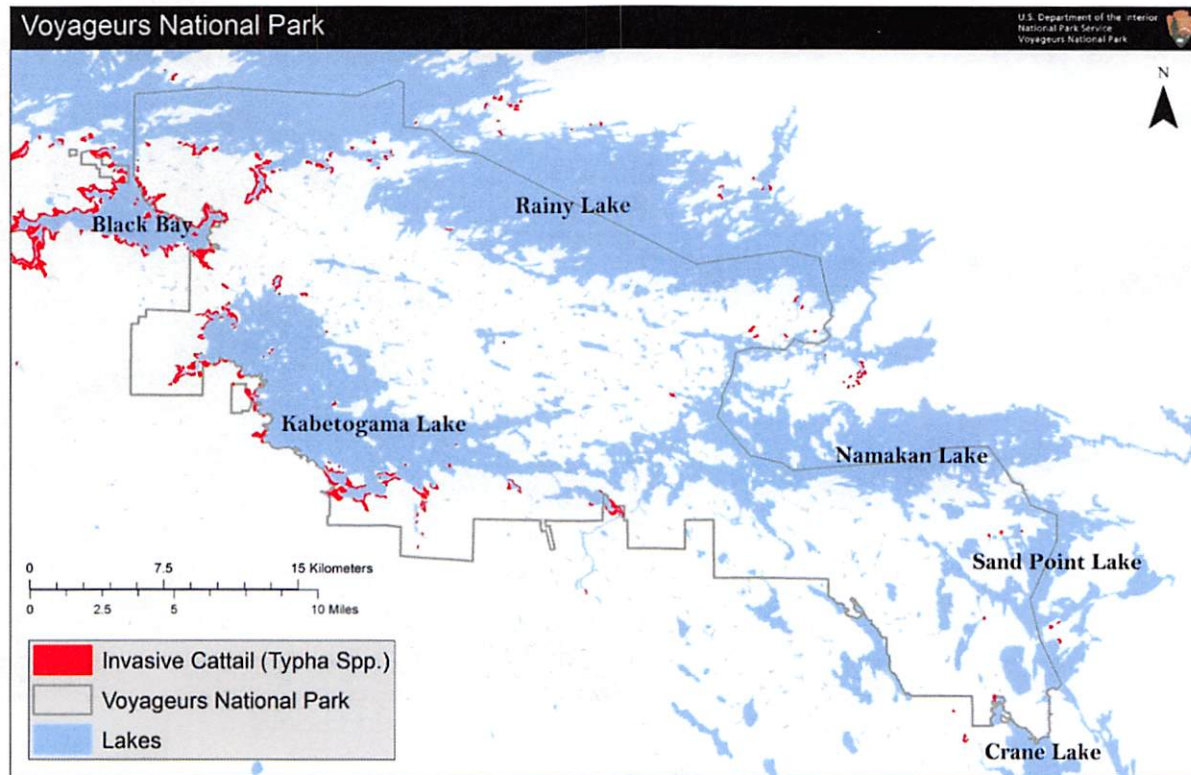 Voyageurs National Park
U.S. Department of the Interior
National Park Service
Voyageurs National Park
N
Rainy Lake
Black Bay
Kabetogama Lake
Namakan Lake
Sand Point Lake
0 7.5 15 Kilometers
0 2.5 5 10 Miles
Invasive Cattail (Typha Spp.)
Voyageurs National Park
Lakes
Crane Lake